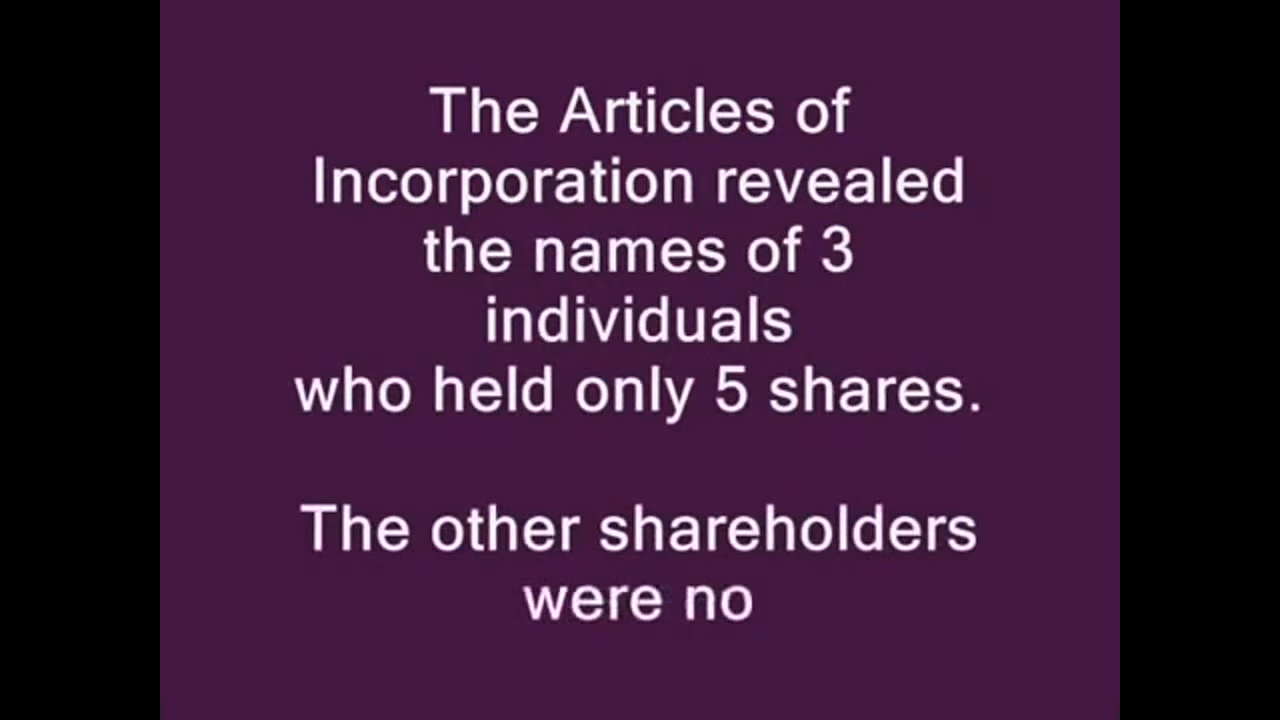 The Articles of
Incorporation revealed
the names of 3
individuals
who held only 5 shares.
The other shareholders
were no